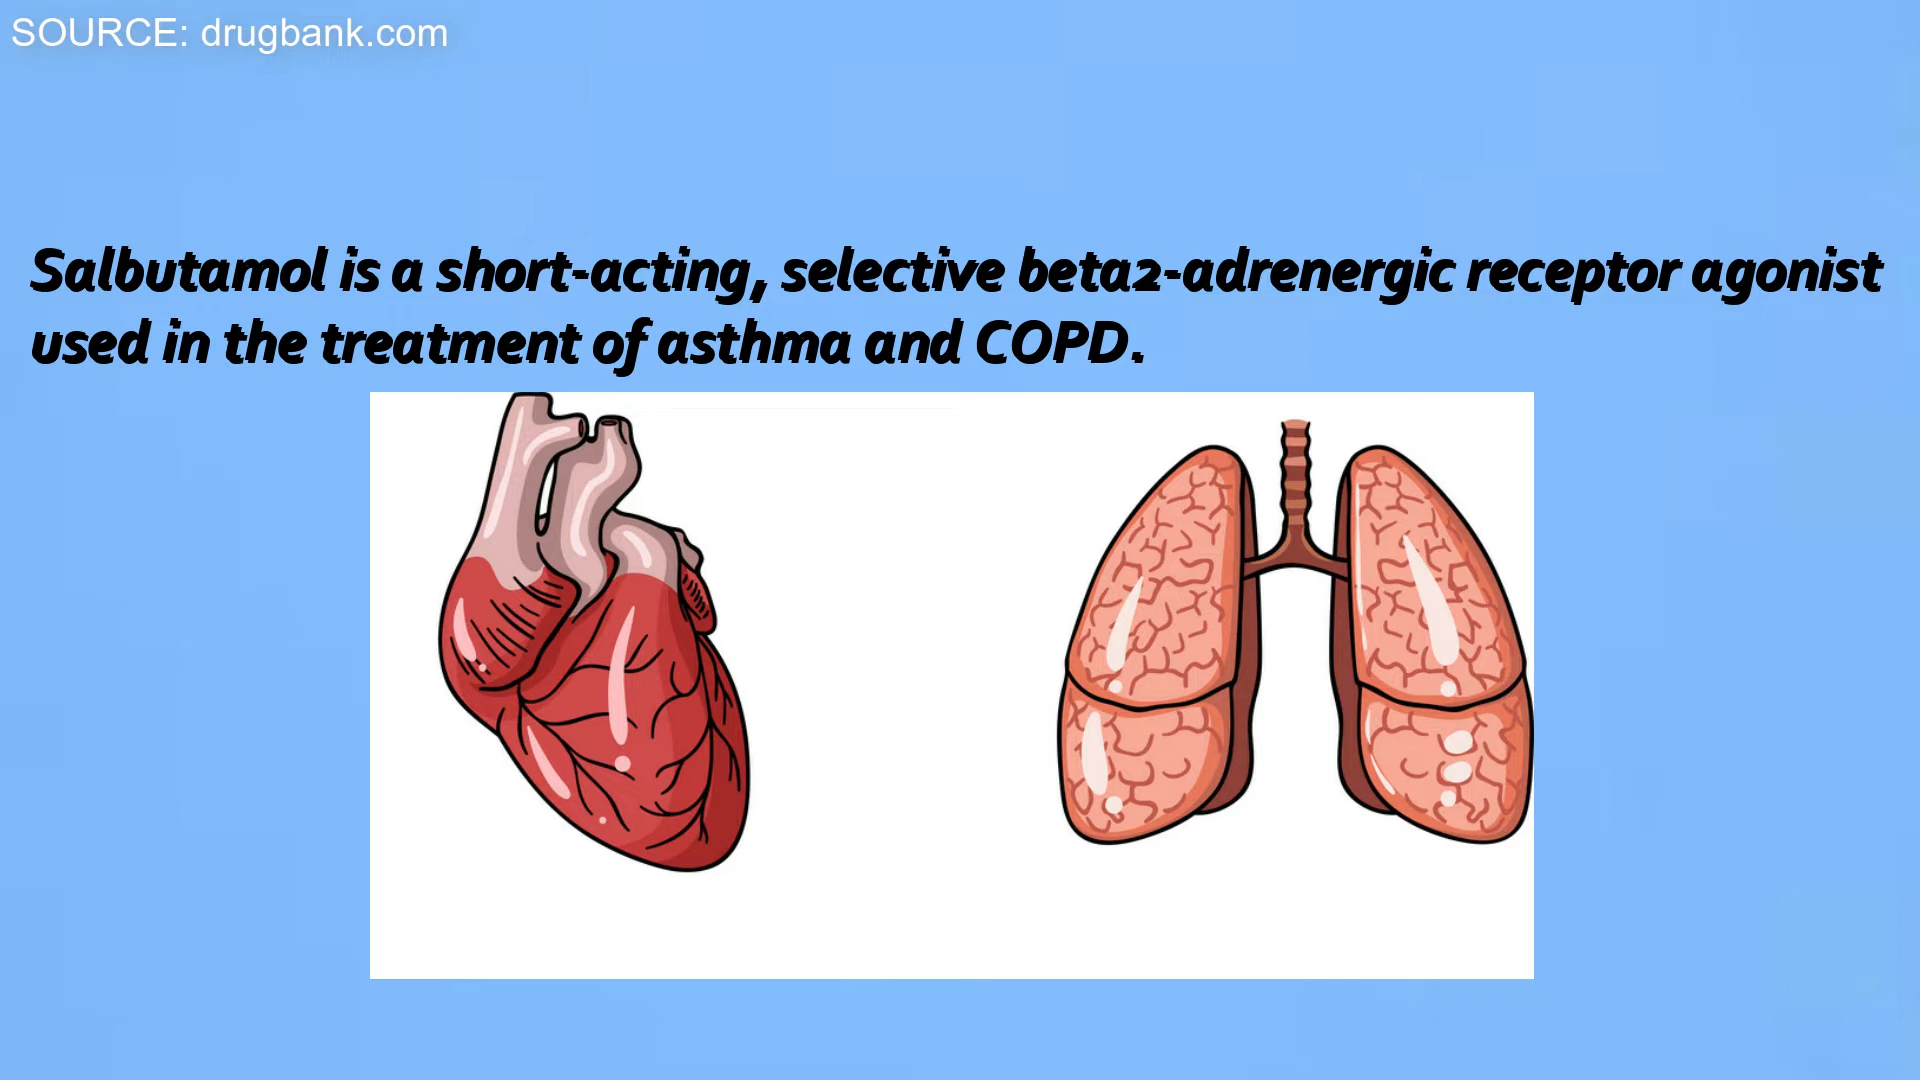 SOURCE: drugbank.com
Salbutamol is a short-acting, selective beta2-adrenergic receptor agonist
used in the treatment of asthma and COPD.